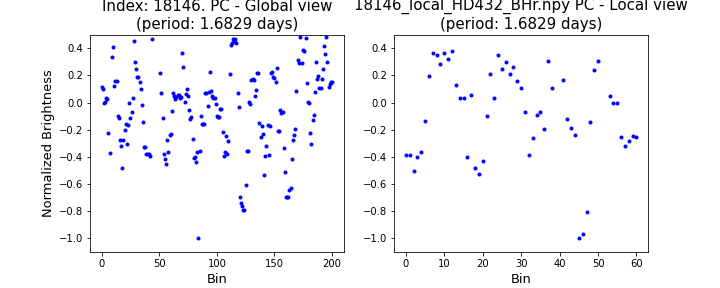 Index: 18146. PC - Global view
(period: 1.6829 days)
18146_local_HD432_BHr.npy PC - Local view
(period: 1.6829 days)
Normalized Brightness
0.4
0.2
0.0
−0.2
−0.4
−0.6
−0.8
−1.0
0 50 100 150 200
Bin
0.4
0.2
0.0
−0.2
−0.4
−0.6
−0.8
−1.0
0 10 20 30 40 50 60
Bin